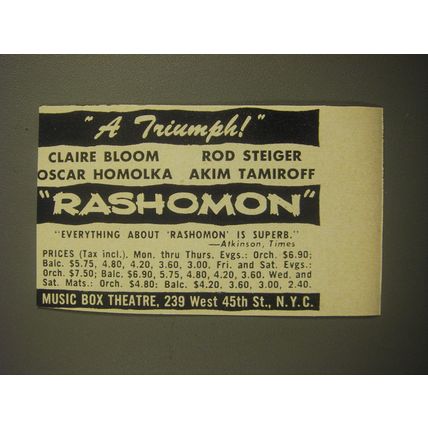 "A Triumph!"
CLAIRE BLOOM ROD STEIGER
OSCAR HOMOLKA AKIM TAMIROFF
"RASHOMON"
"EVERYTHING ABOUT 'RASHOMON' IS SUPERB."
—Atkinson, Times
PRICES (Tax incl.). Mon. thru Thurs. Evgs.: Orch. $6.90;
Balc. $5.75, 4.80, 4.20, 3.60, 3.00, Fri. and Sat. Evgs.:
Orch. $7.50; Balc. $6.90, 5.75, 4.80, 4.20, 3.60. Wed. and
Sat. Mats.: Orch. $4.80; Balc. $4.20, 3.60, 3.00, 2.40.
MUSIC BOX THEATRE, 239 West 45th St., N.Y.C.